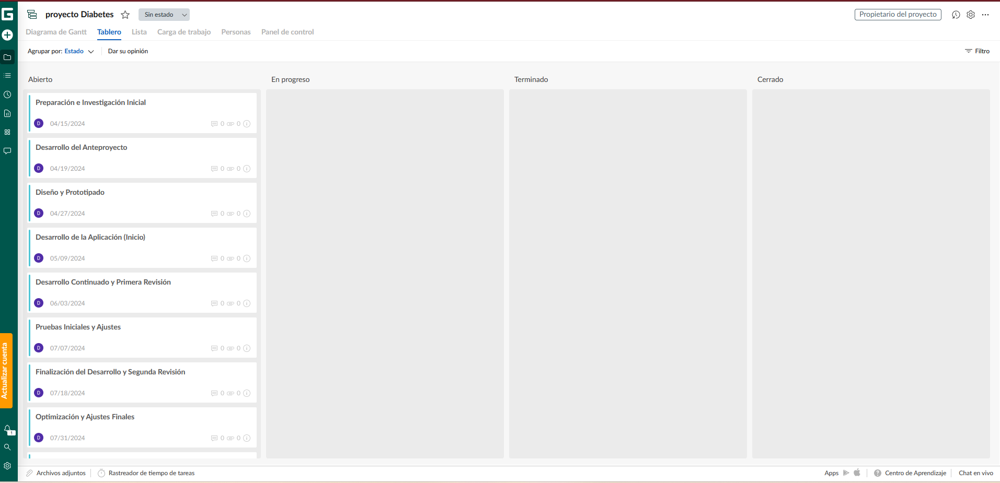 proyecto Diabetes
Sin estado
Propietario del proyecto
Diagrama de Gantt
Tablero
Lista
Carga de trabajo
Personas
Panel de control
Agrupar por: Estado
Dar su opinión
Filtro
Abierto
En progreso
Terminado
Cerrado
Preparación e Investigación Inicial
D 04/15/2024 0 0
Desarrollo del Anteproyecto
D 04/19/2024 0 0
Diseño y Prototipado
D 04/27/2024 0 0
Desarrollo de la Aplicación (Inicio)
D 05/09/2024 0 0
Desarrollo Continuado y Primera Revisión
D 06/03/2024 0 0
Pruebas Iniciales y Ajustes
D 07/07/2024 0 0
Finalización del Desarrollo y Segunda Revisión
D 07/18/2024 0 0
Optimización y Ajustes Finales
D 07/31/2024 0 0
Actualizar cuenta
1
Archivos adjuntos
Rastreador de tiempo de tareas
Apps
Centro de Aprendizaje
Chat en vivo